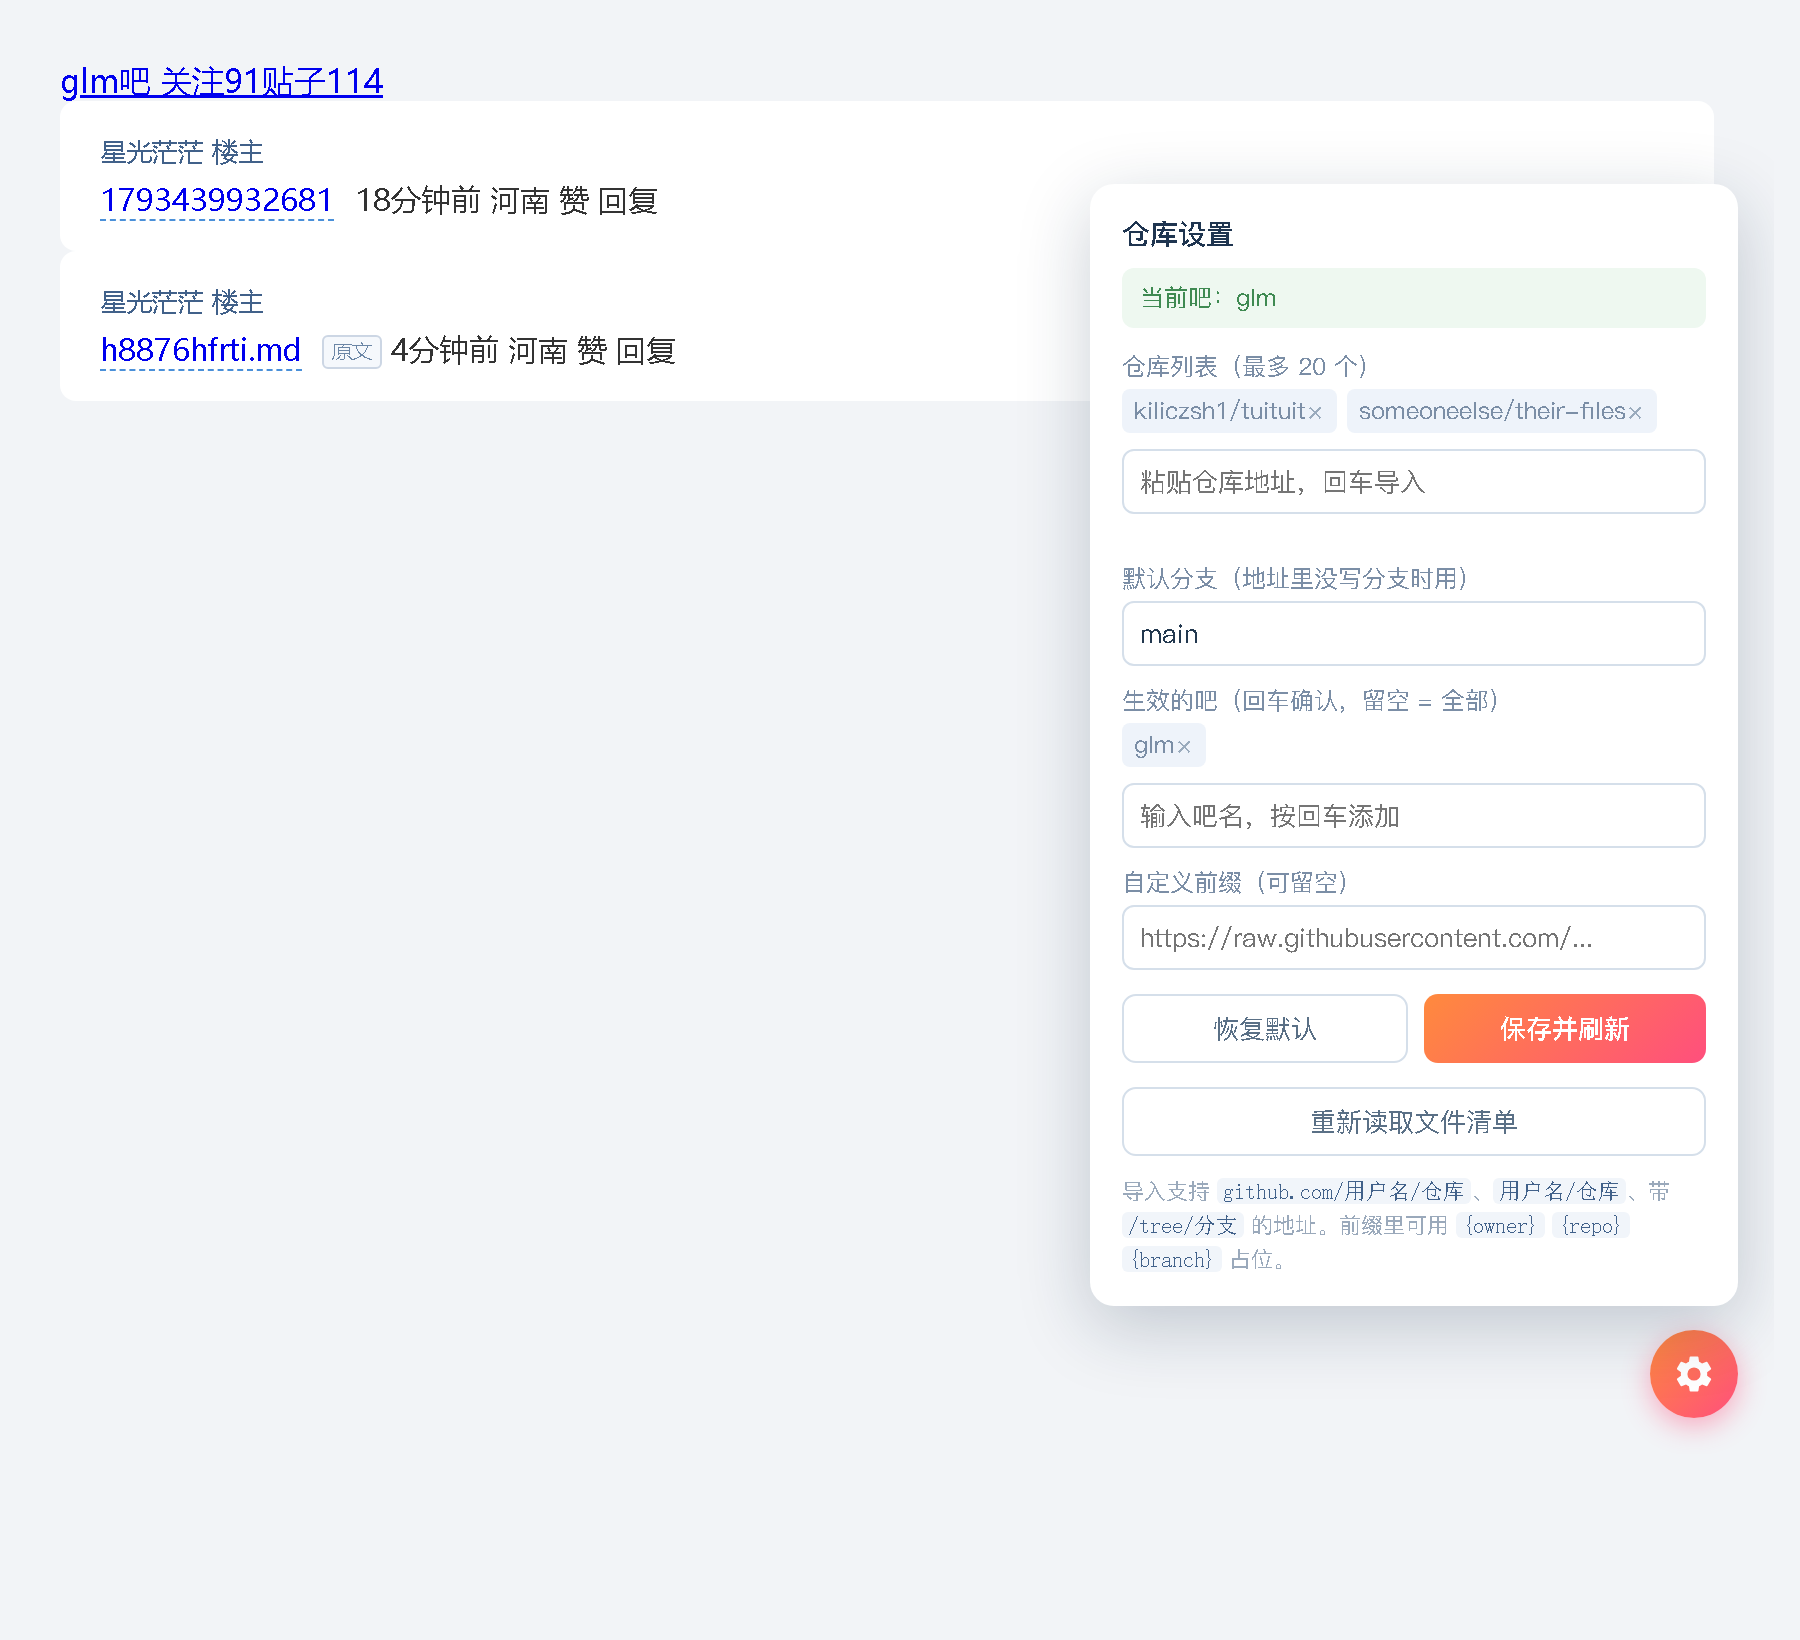 glm吧 关注91贴子114
星光茫茫 楼主
1793439932681 18分钟前 河南 赞 回复
星光茫茫 楼主
h8876hfrti.md 原文 4分钟前 河南 赞 回复
仓库设置
当前吧：glm
仓库列表（最多 20 个）
kiliczsh1/tuituit× someoneelse/their-files×
粘贴仓库地址，回车导入
默认分支（地址里没写分支时用）
main
生效的吧（回车确认，留空 = 全部）
glm×
输入吧名，按回车添加
自定义前缀（可留空）
https://raw.githubusercontent.com/...
恢复默认 保存并刷新
重新读取文件清单
导入支持 github.com/用户名/仓库、用户名/仓库、带
/tree/分支 的地址。前缀里可用 {owner} {repo}
{branch} 占位。